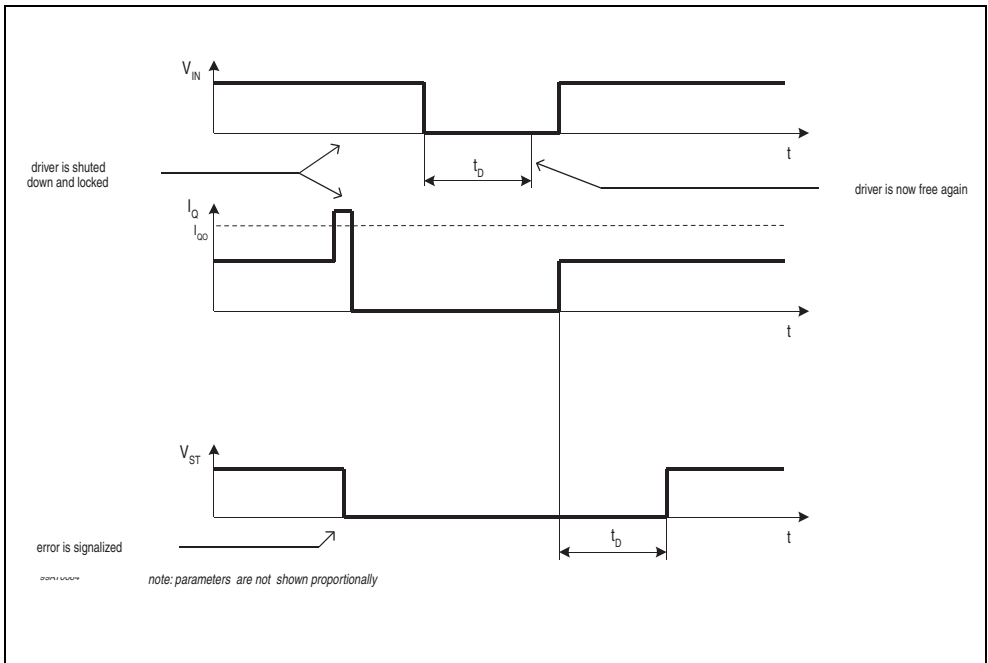 V_IN
t
driver is shuted
down and locked
t_D
driver is now free again
I_Q
I_QO
t
V_ST
t
t_D
error is signalized
note: parameters are not shown proportionally